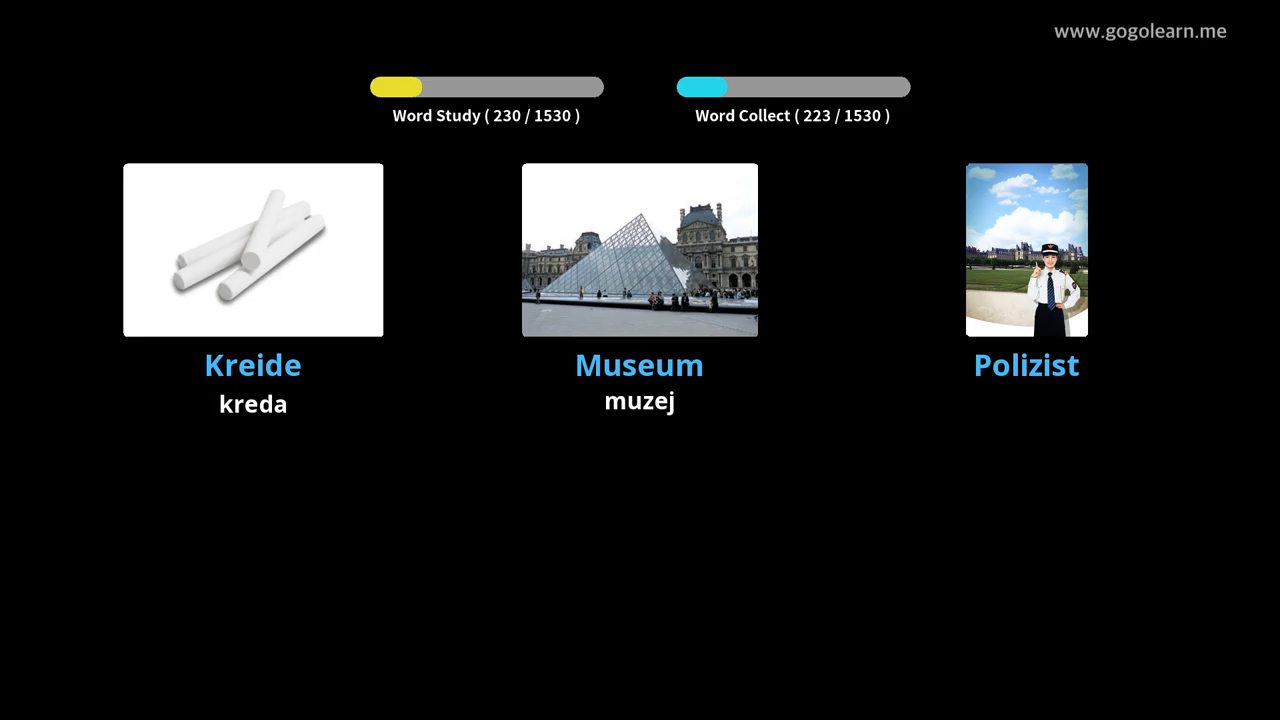 www.gogolearn.me
Word Study ( 230 / 1530 )
Word Collect ( 223 / 1530 )
Kreide
Museum
Polizist
kreda
muzej